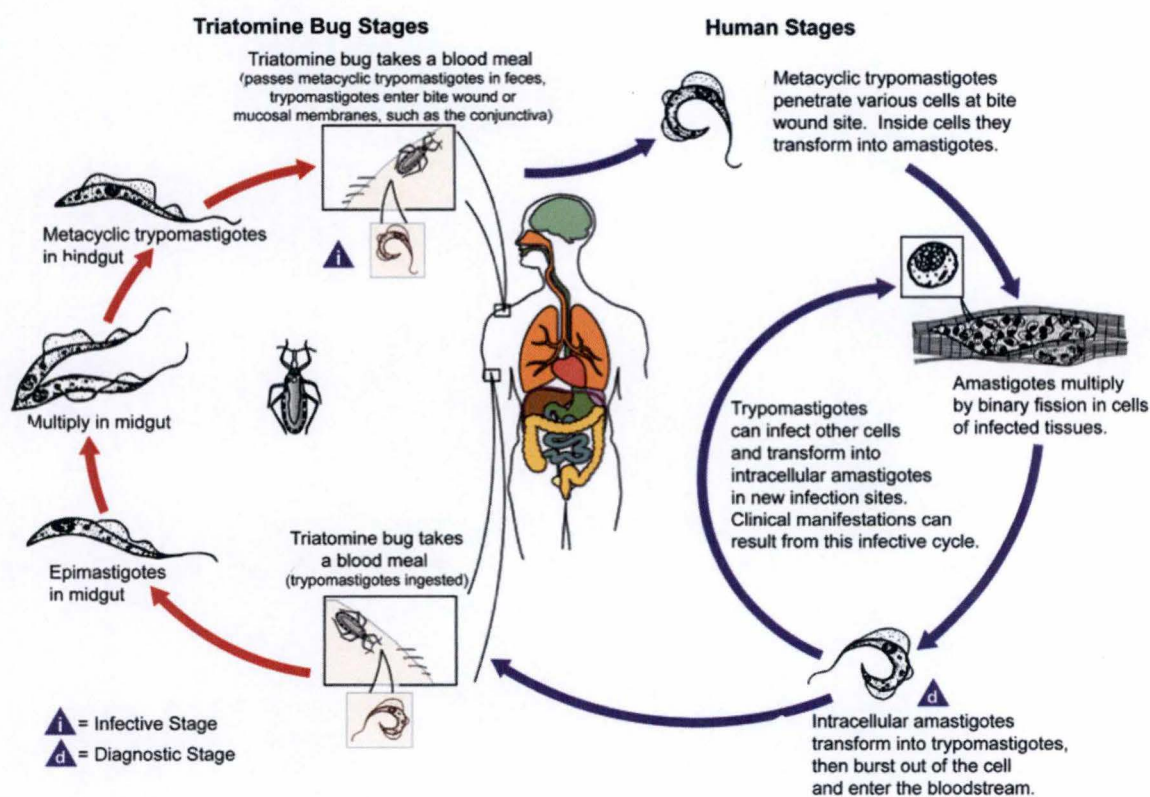 Triatomine Bug Stages
Human Stages
Triatomine bug takes a blood meal
(passes metacyclic trypomastigotes in feces,
trypomastigotes enter bite wound or
mucosal membranes, such as the conjunctiva)
i
Metacyclic trypomastigotes
penetrate various cells at bite
wound site. Inside cells they
transform into amastigotes.
Metacyclic trypomastigotes
in hindgut
Multiply in midgut
Amastigotes multiply
by binary fission in cells
of infected tissues.
Trypomastigotes
can infect other cells
and transform into
intracellular amastigotes
in new infection sites.
Clinical manifestations can
result from this infective cycle.
Triatomine bug takes
a blood meal
(trypomastigotes ingested)
Epimastigotes
in midgut
d
Intracellular amastigotes
transform into trypomastigotes,
then burst out of the cell
and enter the bloodstream.
i = Infective Stage
d = Diagnostic Stage